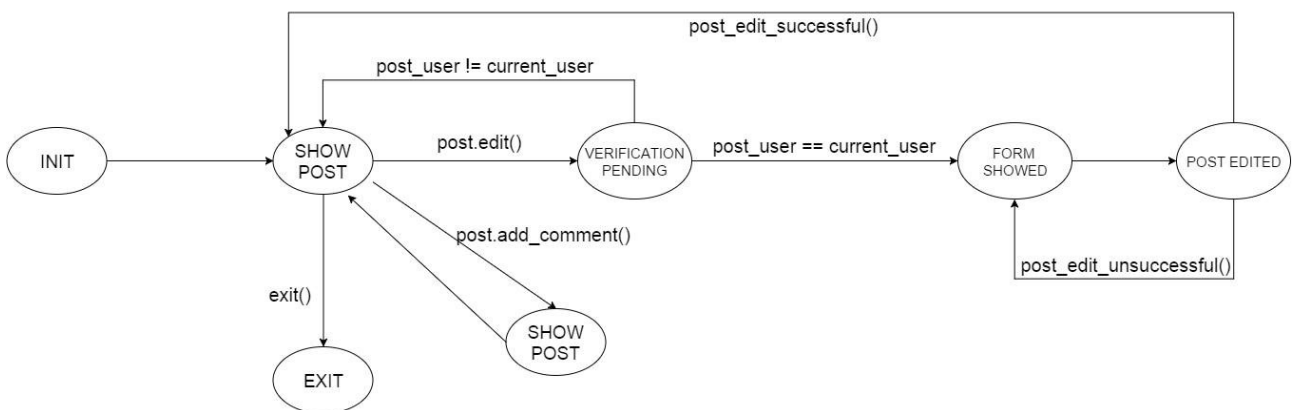 post_edit_successful()
post_user != current_user
INIT
SHOW
POST
post.edit()
VERIFICATION
PENDING
post_user == current_user
FORM
SHOWED
POST EDITED
post.add_comment()
post_edit_unsuccessful()
exit()
SHOW
POST
EXIT